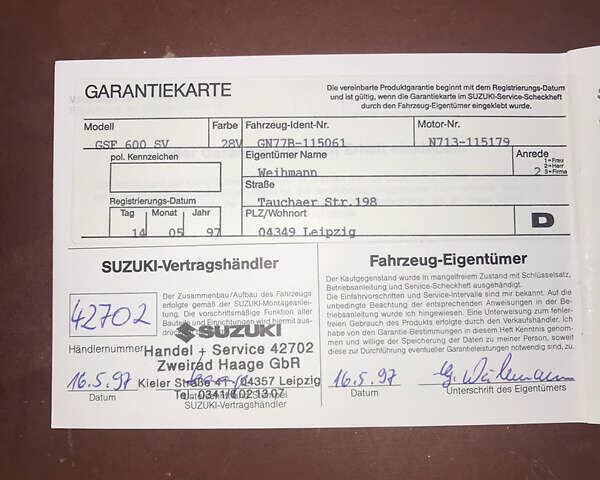 GARANTIEKARTE
Die vereinbarte Produktgarantie beginnt mit dem Registrierungs-Datum
und ist gültig, wenn die Garantiekarte im SUZUKI-Service-Scheckheft
durch den Fahrzeug-Eigentümer eingeklebt wurde.
Modell Farbe Fahrzeug-Ident-Nr. Motor-Nr.
GSF 600 SV 28V GN77B-115061 N713-115179
pol. Kennzeichen Eigentümer Name Anrede
1=Frau
2=Herr
3=Firma
Weihmann 2
Straße
Registrierungs-Datum Tauchaer Str.198
Tag Monat Jahr PLZ/Wohnort
14 05 97 04349 Leipzig D
SUZUKI-Vertragshändler
42702
Der Zusammenbau/Aufbau des Fahrzeugs
erfolgte gemäß der SUZUKI-Montageanlei-
tung. Die vorschriftsmäßige Funktion aller
Bauteile und Einrichtungen wird hiermit aus-
SUZUKI
Händlernummer Handel + Service 42702
Zweirad Haage GbR
16.5.97 Kieler Straße 04357 Leipzig
Datum Tel. 0341/6021307
SUZUKI-Vertragshändler
Fahrzeug-Eigentümer
Der Kaufgegenstand wurde in mangelfreiem Zustand mit Schlüsselsatz,
Betriebsanleitung und Service-Scheckheft ausgehändigt.
Die Einfahrvorschriften und Service-Intervalle sind mir bekannt. Auf die
unbedingte Beachtung der entsprechenden Anweisungen in der Be-
triebsanleitung wurde ich hingewiesen. Eine Unterweisung zum fehler-
freien Gebrauch des Produkts erfolgte durch den Verkaufshändler. Ich
habe von den Garantie-Bestimmungen in diesem Heft Kenntnis genom-
men und willige der Speicherung der Daten zu meiner Person, soweit
diese zur Durchführung eventueller Garantieleistungen notwendig sind, zu.
16.5.97
Datum Unterschrift des Eigentümers